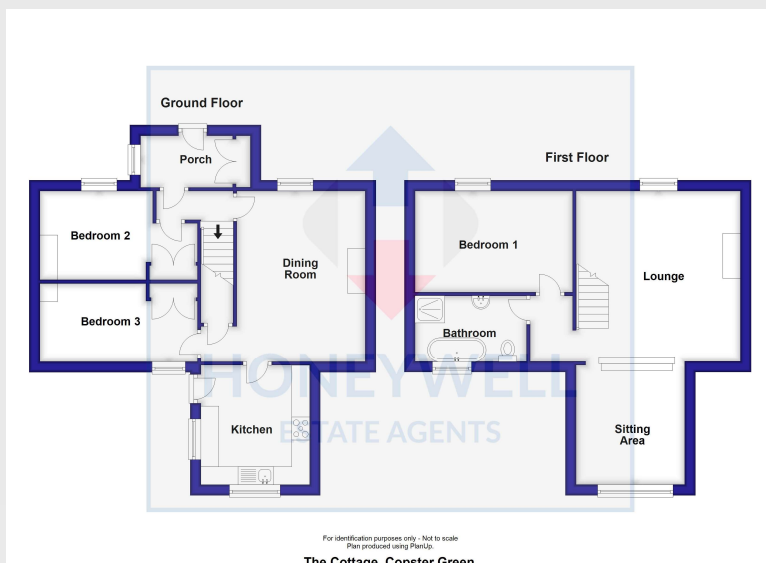 Ground Floor
Porch
First Floor
Bedroom 2
Bedroom 1
Dining
Room
Lounge
Bedroom 3
Bathroom
HONEYWELL
ESTATE AGENTS
Kitchen
Sitting
Area
For identification purposes only - Not to scale
Plan produced using PlanUp.
The Cottage, Copster Green